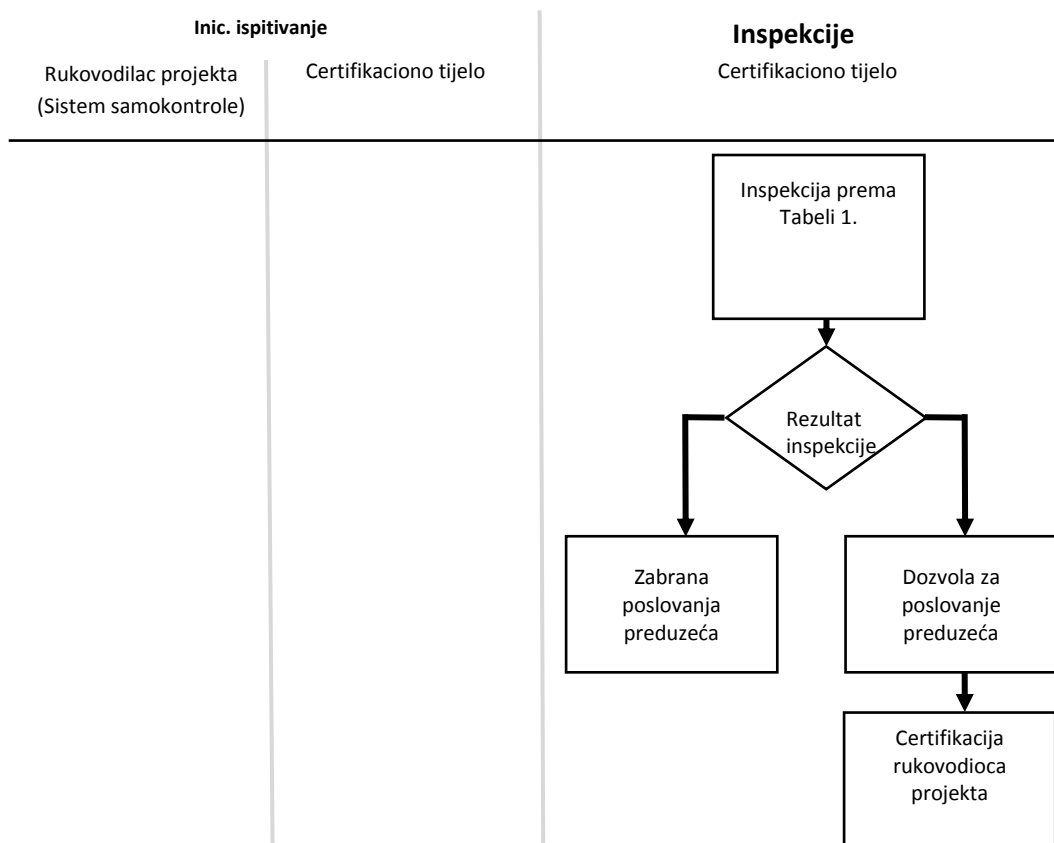 Inic. ispitivanje
Rukovodilac projekta
(Sistem samokontrole)
Certifikaciono tijelo
Inspekcije
Certifikaciono tijelo
Inspekcija prema
Tabeli 1.
Rezultat
inspekcije
Zabrana
poslovanja
preduzeća
Dozvola za
poslovanje
preduzeća
Certifikacija
rukovodioca
projekta